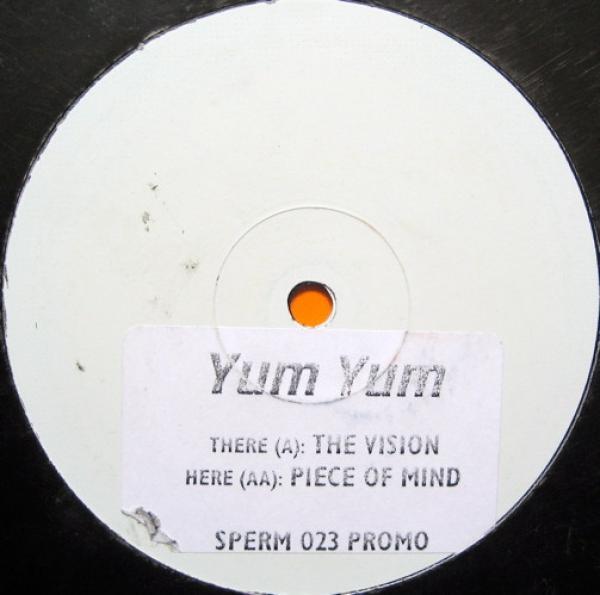 Yum Yum
THERE (A): THE VISION
HERE (AA): PIECE OF MIND
SPERM 023 PROMO